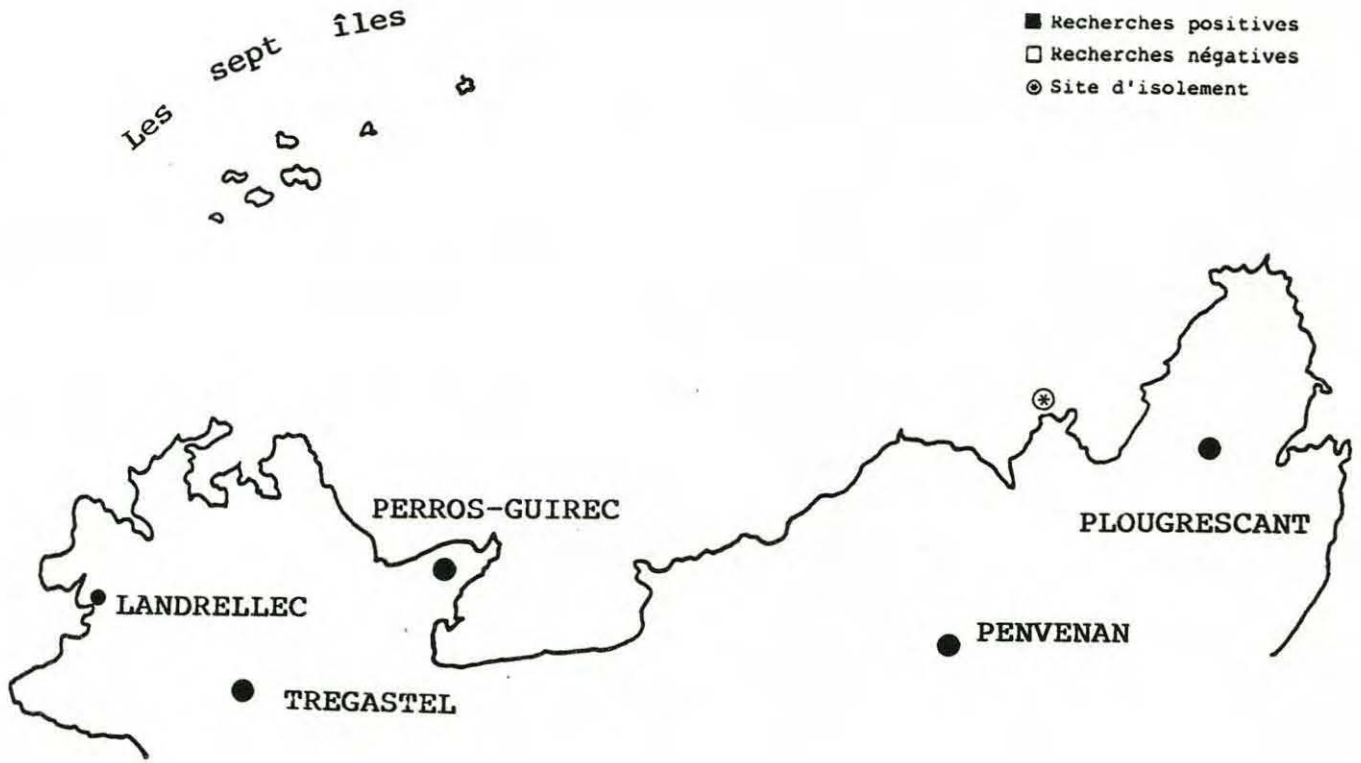 Les sept îles
■ Recherches positives
□ Recherches négatives
⊛ Site d'isolement
PERROS-GUIREC
PLOUGRESCANT
LANDRELLEC
PENVENAN
TREGASTEL